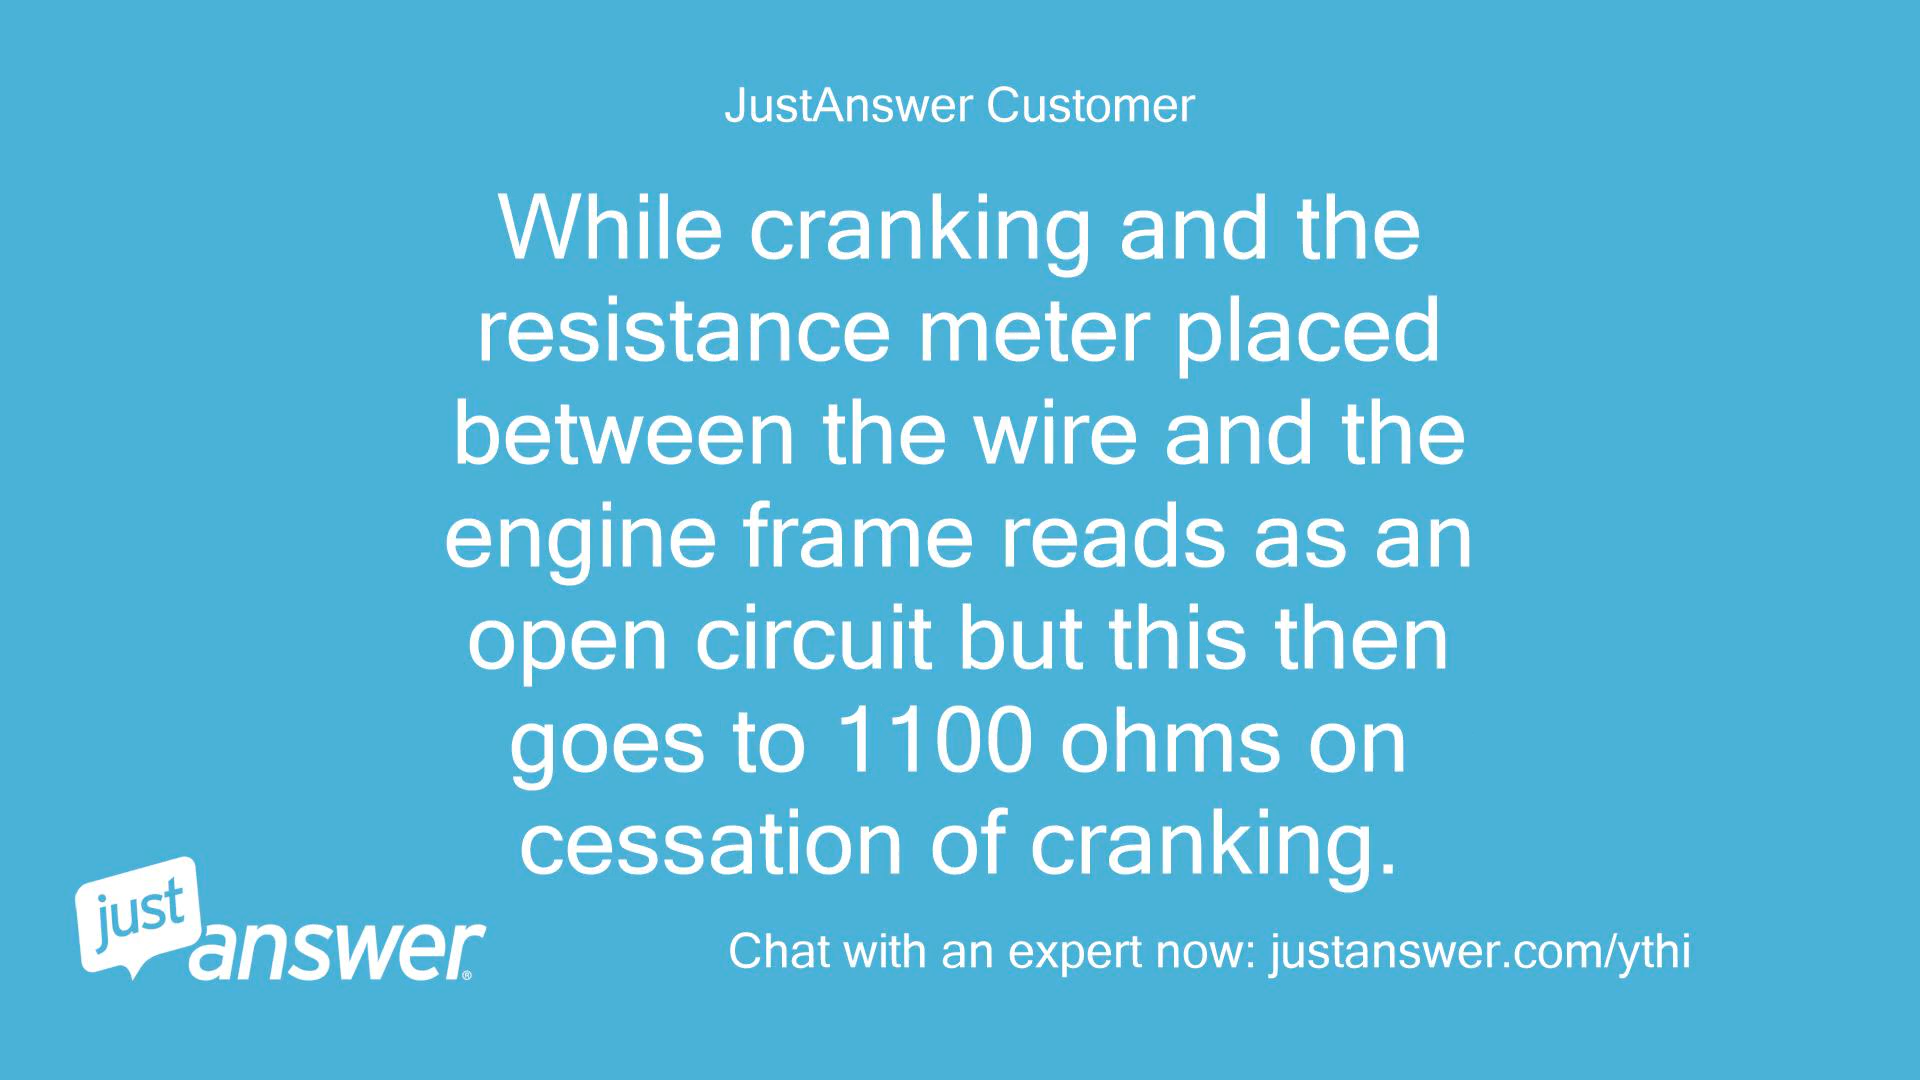 JustAnswer Customer
While cranking and the
resistance meter placed
between the wire and the
engine frame reads as an
open circuit but this then
goes to 1100 ohms on
cessation of cranking.
just
answer®
Chat with an expert now: justanswer.com/ythi